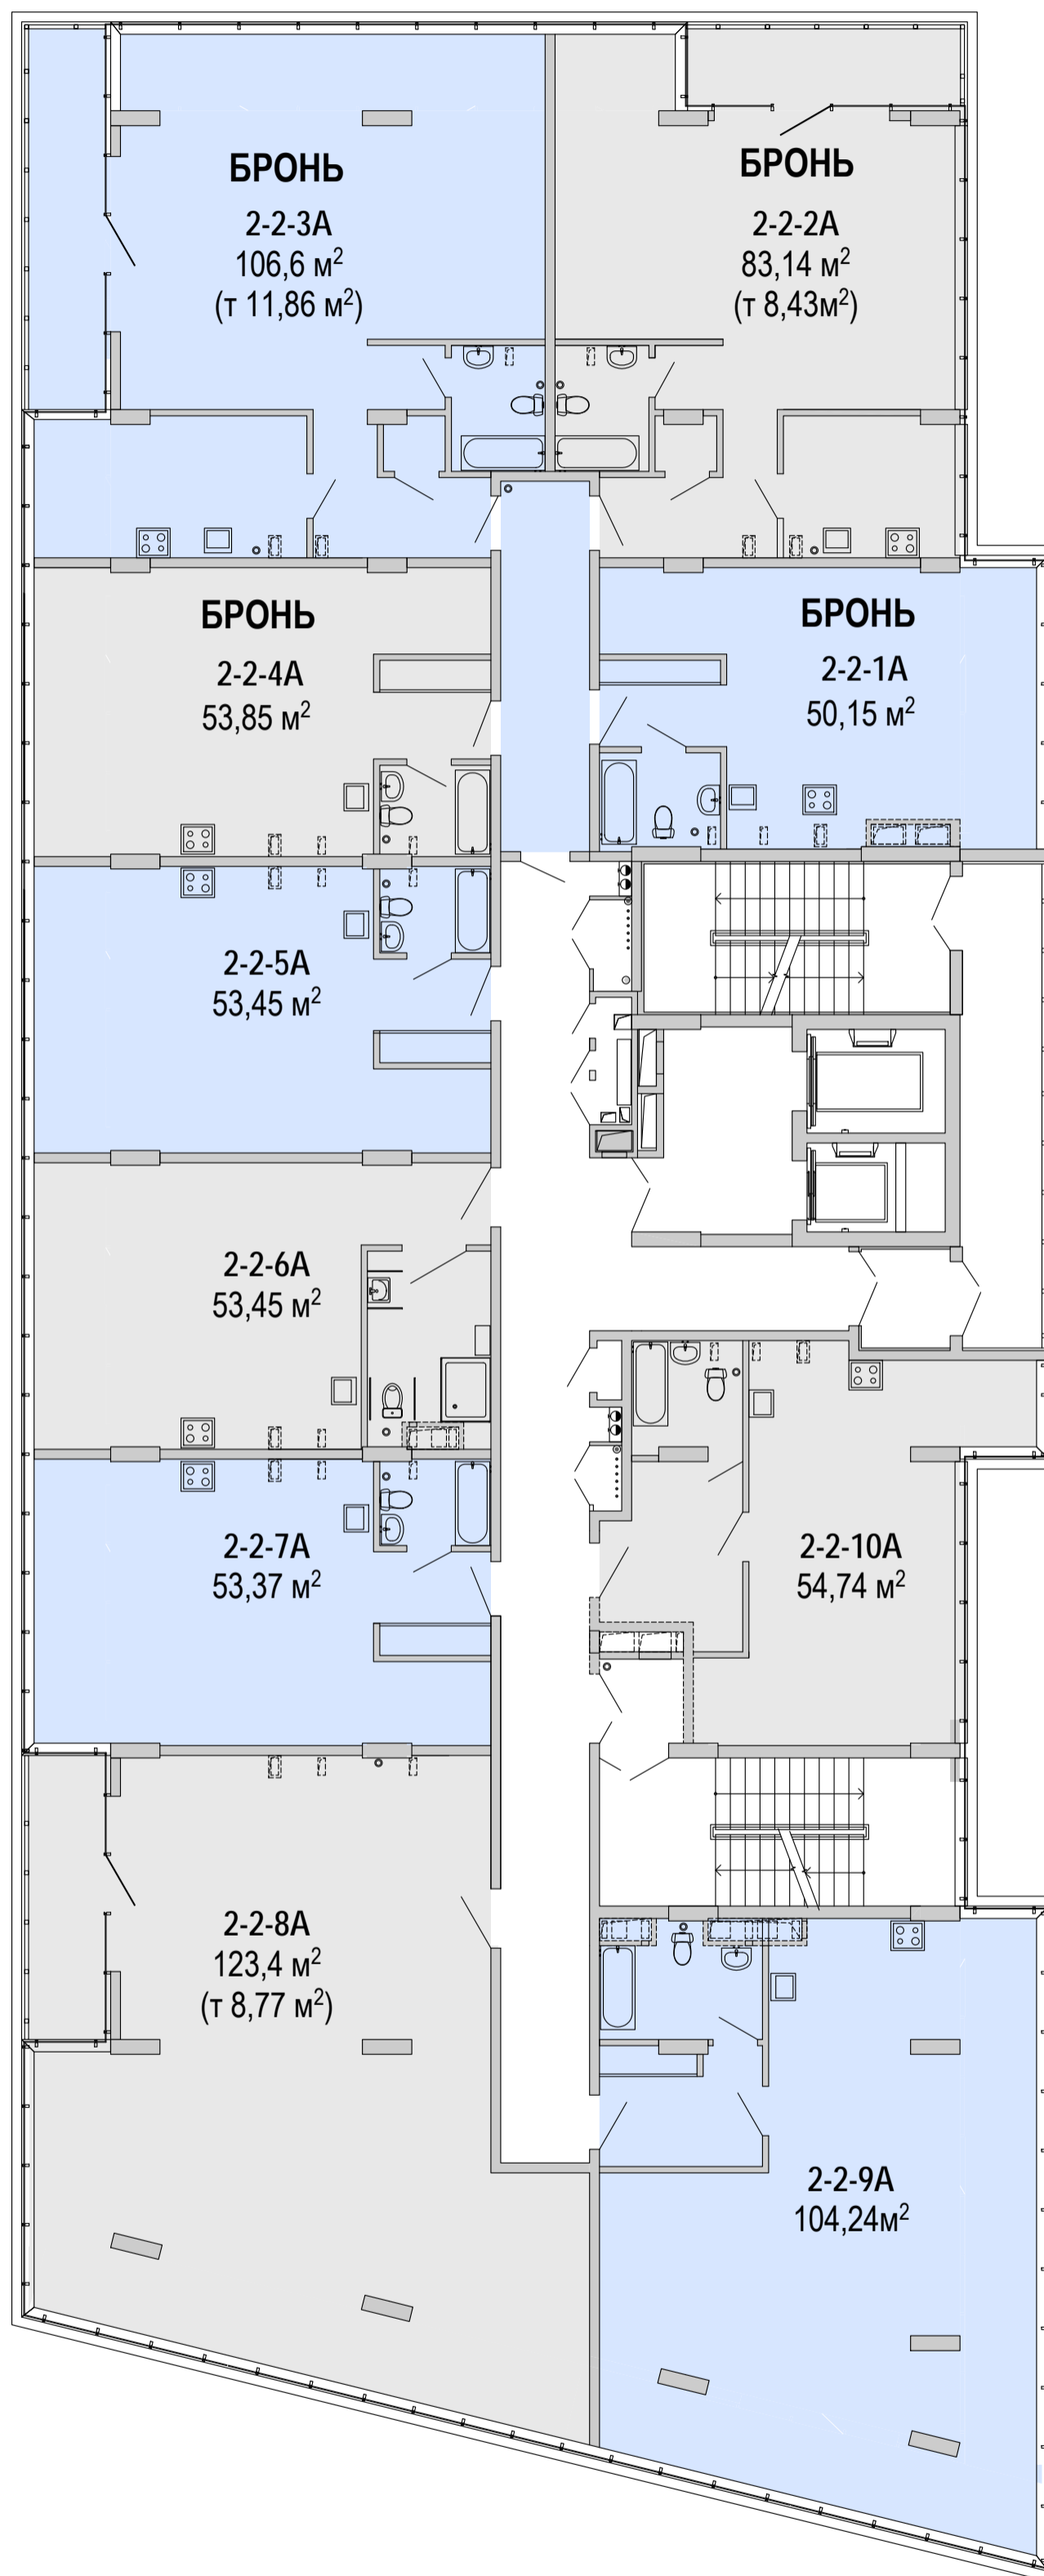 БРОНЬ
2-2-3А
106,6 м²
(т 11,86 м²)
БРОНЬ
2-2-2А
83,14 м²
(т 8,43м²)
БРОНЬ
2-2-4А
53,85 м²
БРОНЬ
2-2-1А
50,15 м²
2-2-5А
53,45 м²
2-2-6А
53,45 м²
2-2-7А
53,37 м²
2-2-10А
54,74 м²
2-2-8А
123,4 м²
(т 8,77 м²)
2-2-9А
104,24м²